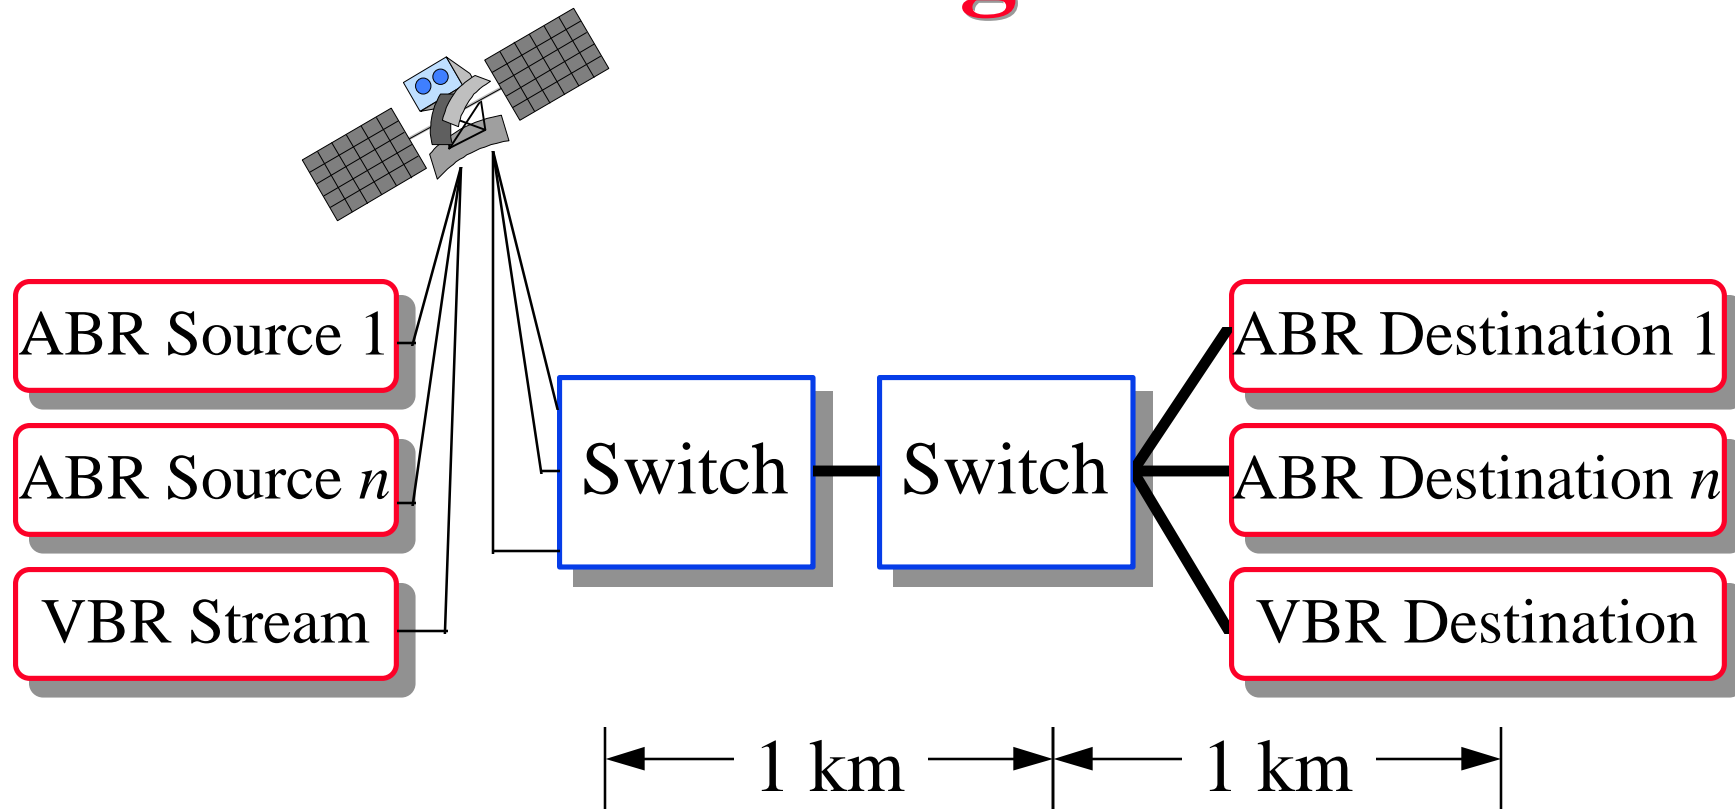 ABR Source 1
ABR Destination 1
Switch
Switch
ABR Source n
ABR Destination n
VBR Stream
VBR Destination
1 km
1 km